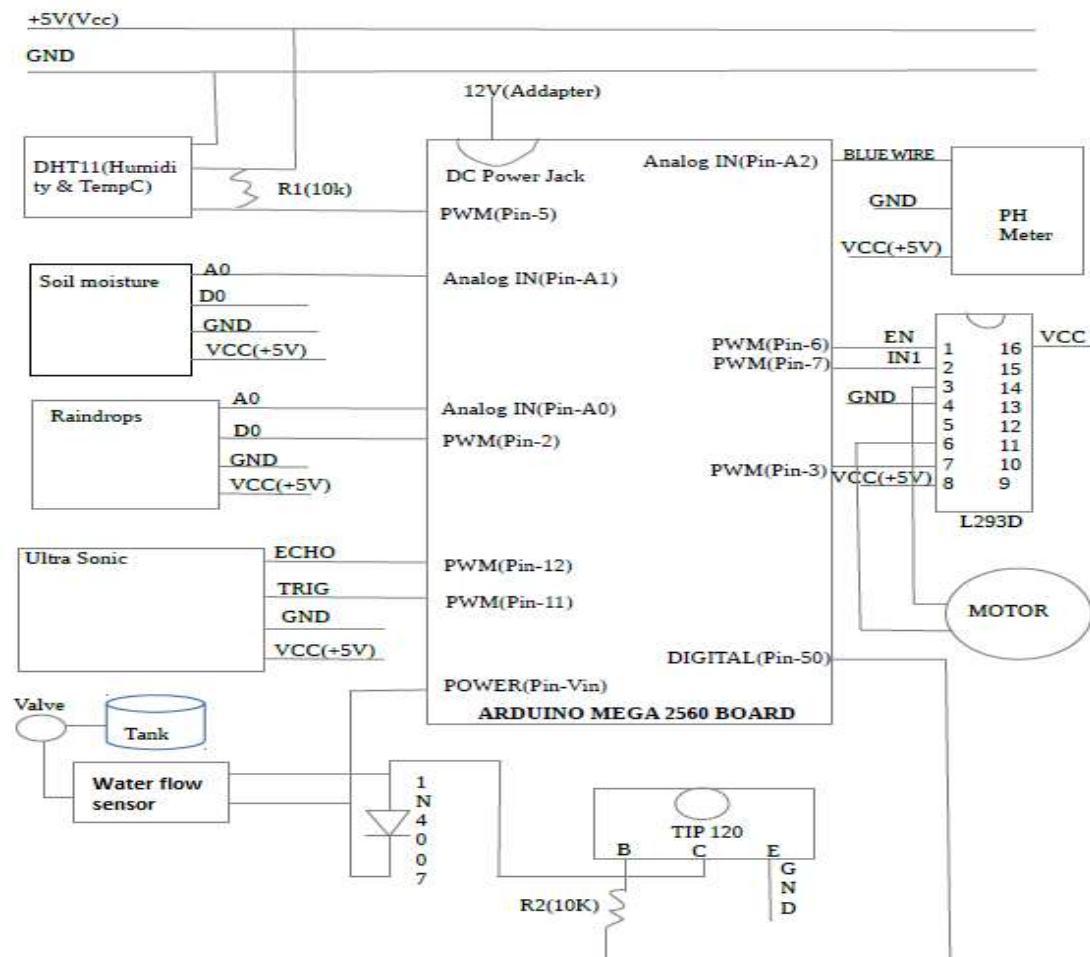 +5V(Vcc)
GND
12V(Addapter)
DHT11(Humidi
ty & TempC)
R1(10k)
DC Power Jack
PWM(Pin-5)
Analog IN(Pin-A2)
BLUE WIRE
GND
VCC(+5V)
PH
Meter
Soil moisture
A0
D0
GND
VCC(+5V)
Analog IN(Pin-A1)
PWM(Pin-6)
PWM(Pin-7)
EN
IN1
GND
1
2
3
4
5
6
7
8
16
15
14
13
12
11
10
9
VCC
L293D
Raindrops
A0
D0
GND
VCC(+5V)
Analog IN(Pin-A0)
PWM(Pin-2)
PWM(Pin-3)
VCC(+5V)
Ultra Sonic
ECHO
TRIG
GND
VCC(+5V)
PWM(Pin-12)
PWM(Pin-11)
MOTOR
DIGITAL(Pin-50)
POWER(Pin-Vin)
ARDUINO MEGA 2560 BOARD
Valve
Tank
Water flow
sensor
1N4007
TIP 120
B C E
GND
R2(10K)